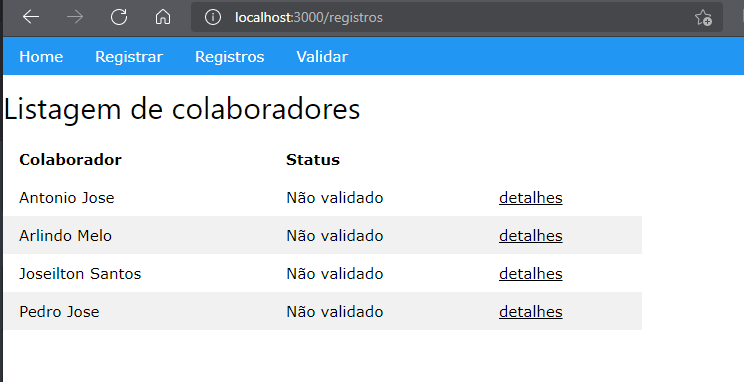 localhost:3000/registros
Home Registrar Registros Validar
Listagem de colaboradores
Colaborador Status
Antonio Jose Não validado detalhes
Arlindo Melo Não validado detalhes
Joseilton Santos Não validado detalhes
Pedro Jose Não validado detalhes